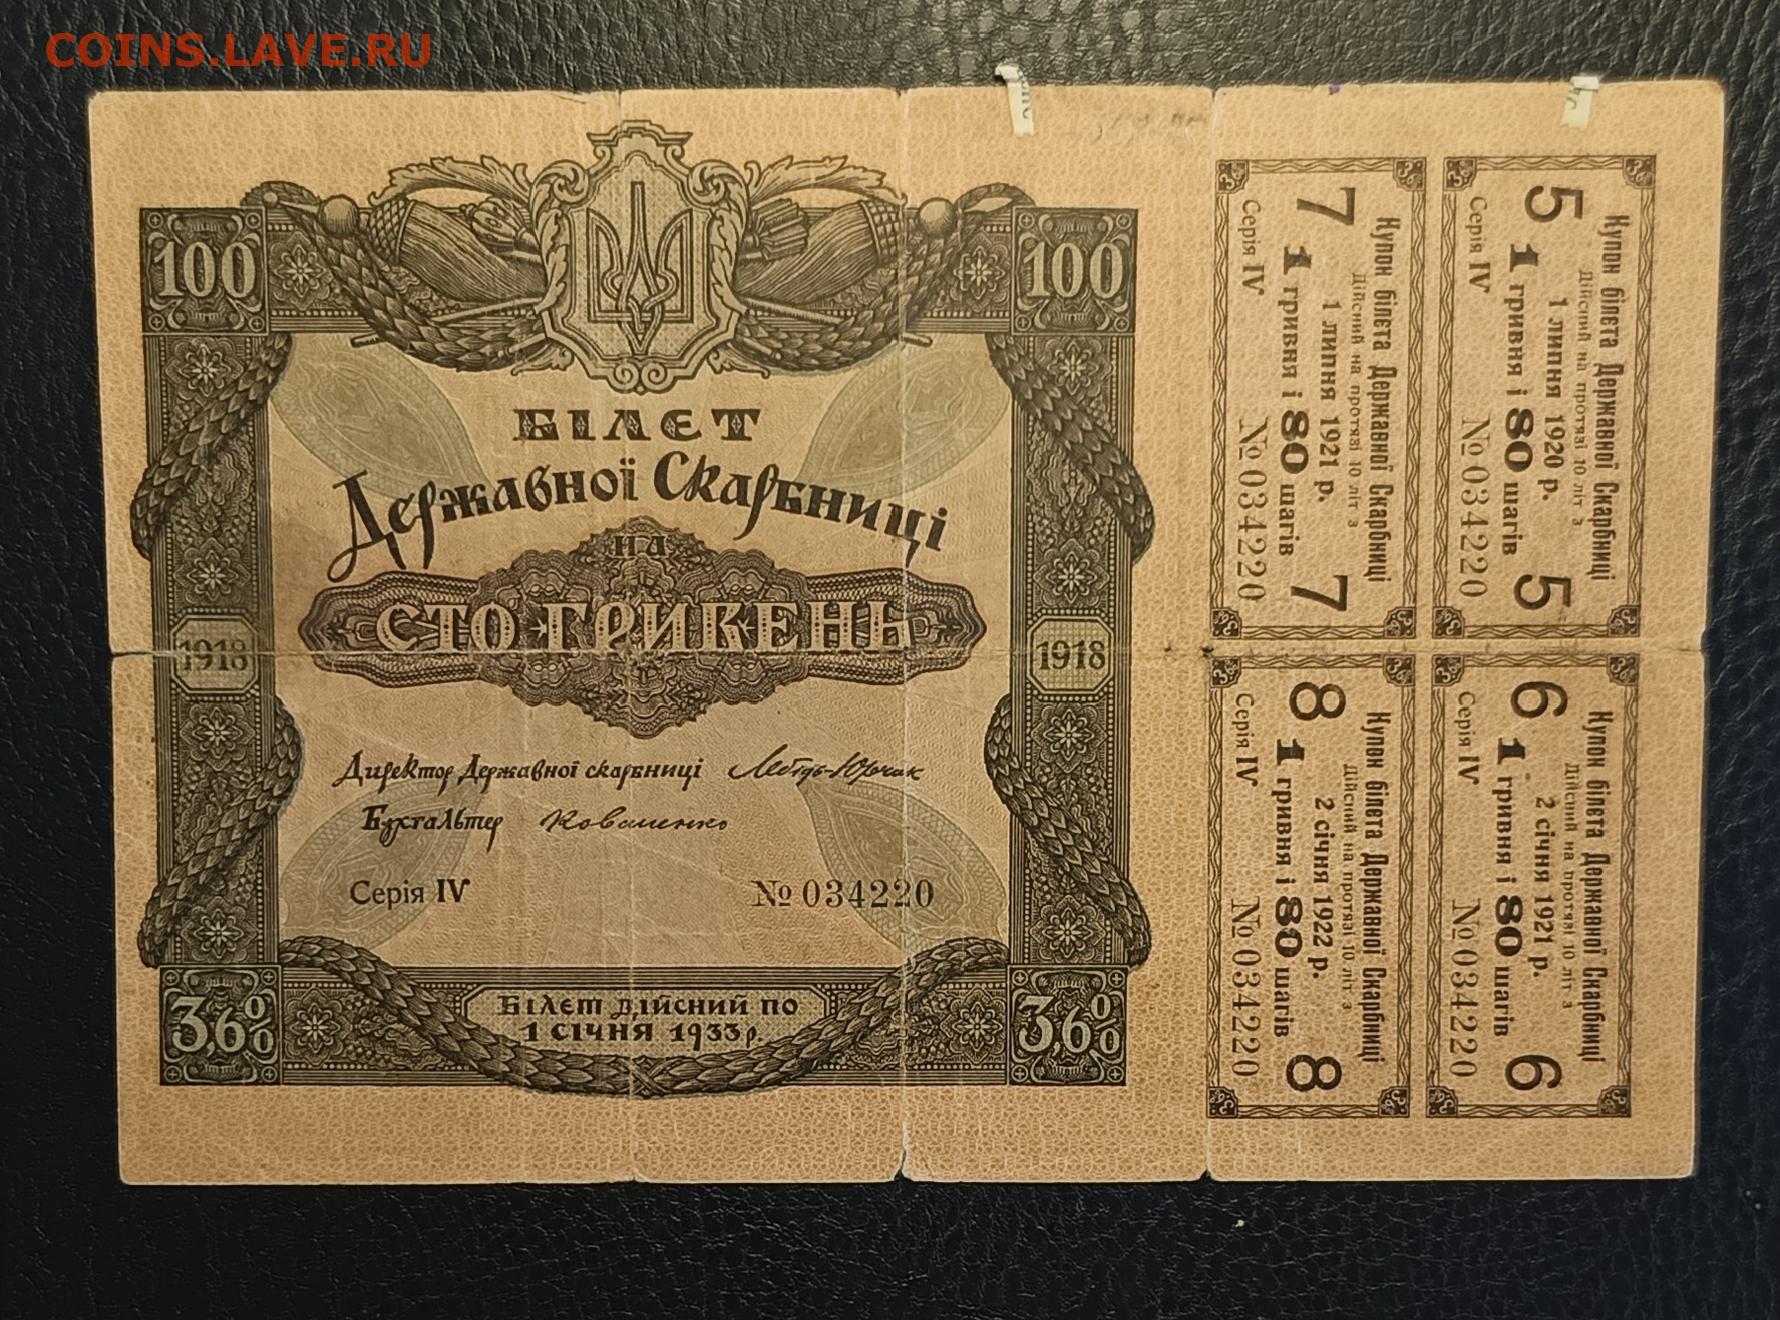 COINS.LAVE.RU
100
100
БІЛЄТ
Державної Скарбниці
НА
СТО ГРИВЕНЬ
1918
1918
Директор Державної скарбниці Лебідь-Юрчик
Бухгальтер Коваленко
Серія IV № 034220
3,6%
БІЛЄТ ДІЙСНИЙ ПО
1 СІЧНЯ 1933 р.
3,6%
7 7
Купон білета Державної Скарбниці
Дійсний на протязі 10 літ з
1 липня 1921 р.
1 гривня і 80 шагів
Серія IV № 034220
5 5
Купон білета Державної Скарбниці
Дійсний на протязі 10 літ з
1 липня 1920 р.
1 гривня і 80 шагів
Серія IV № 034220
8 8
Купон білета Державної Скарбниці
Дійсний на протязі 10 літ з
2 січня 1922 р.
1 гривня і 80 шагів
Серія IV № 034220
6 6
Купон білета Державної Скарбниці
Дійсний на протязі 10 літ з
2 січня 1921 р.
1 гривня і 80 шагів
Серія IV № 034220